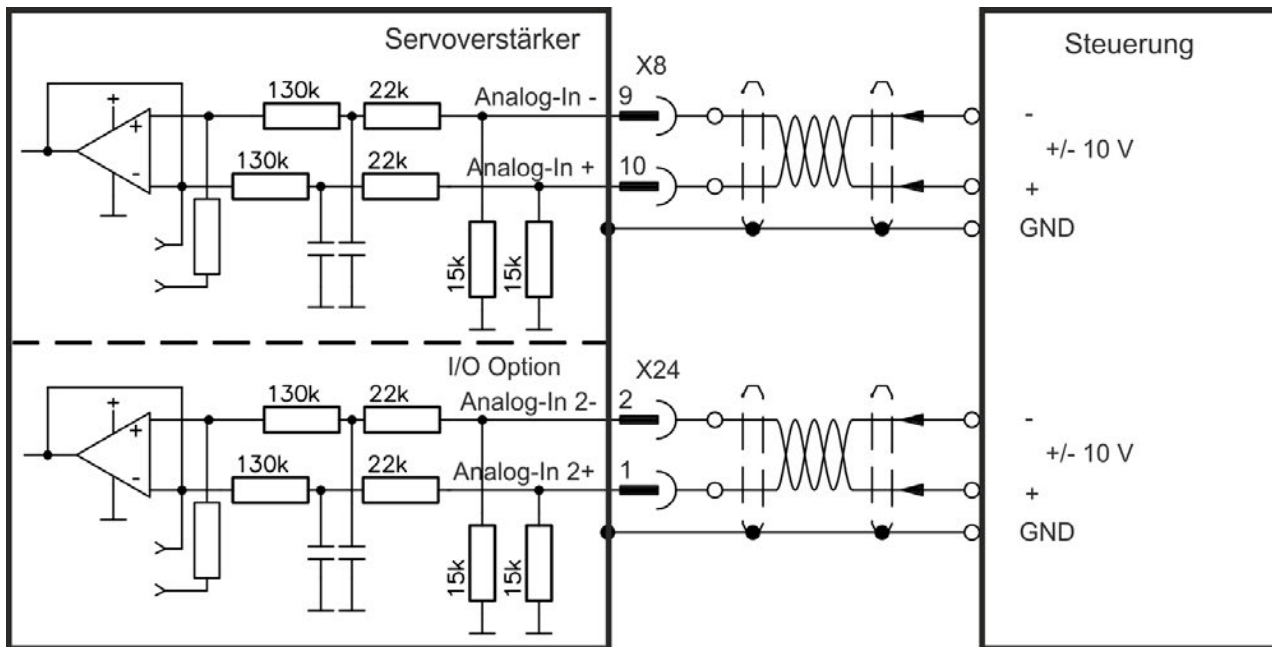 Servoverstärker
Steuerung
X8
130k
22k
Analog-In -
9
-
+
+/- 10 V
130k
22k
Analog-In +
10
+
-
+
GND
15k
15k
I/O Option
X24
130k
22k
Analog-In 2-
2
-
+
+/- 10 V
130k
22k
Analog-In 2+
1
+
-
+
GND
15k
15k